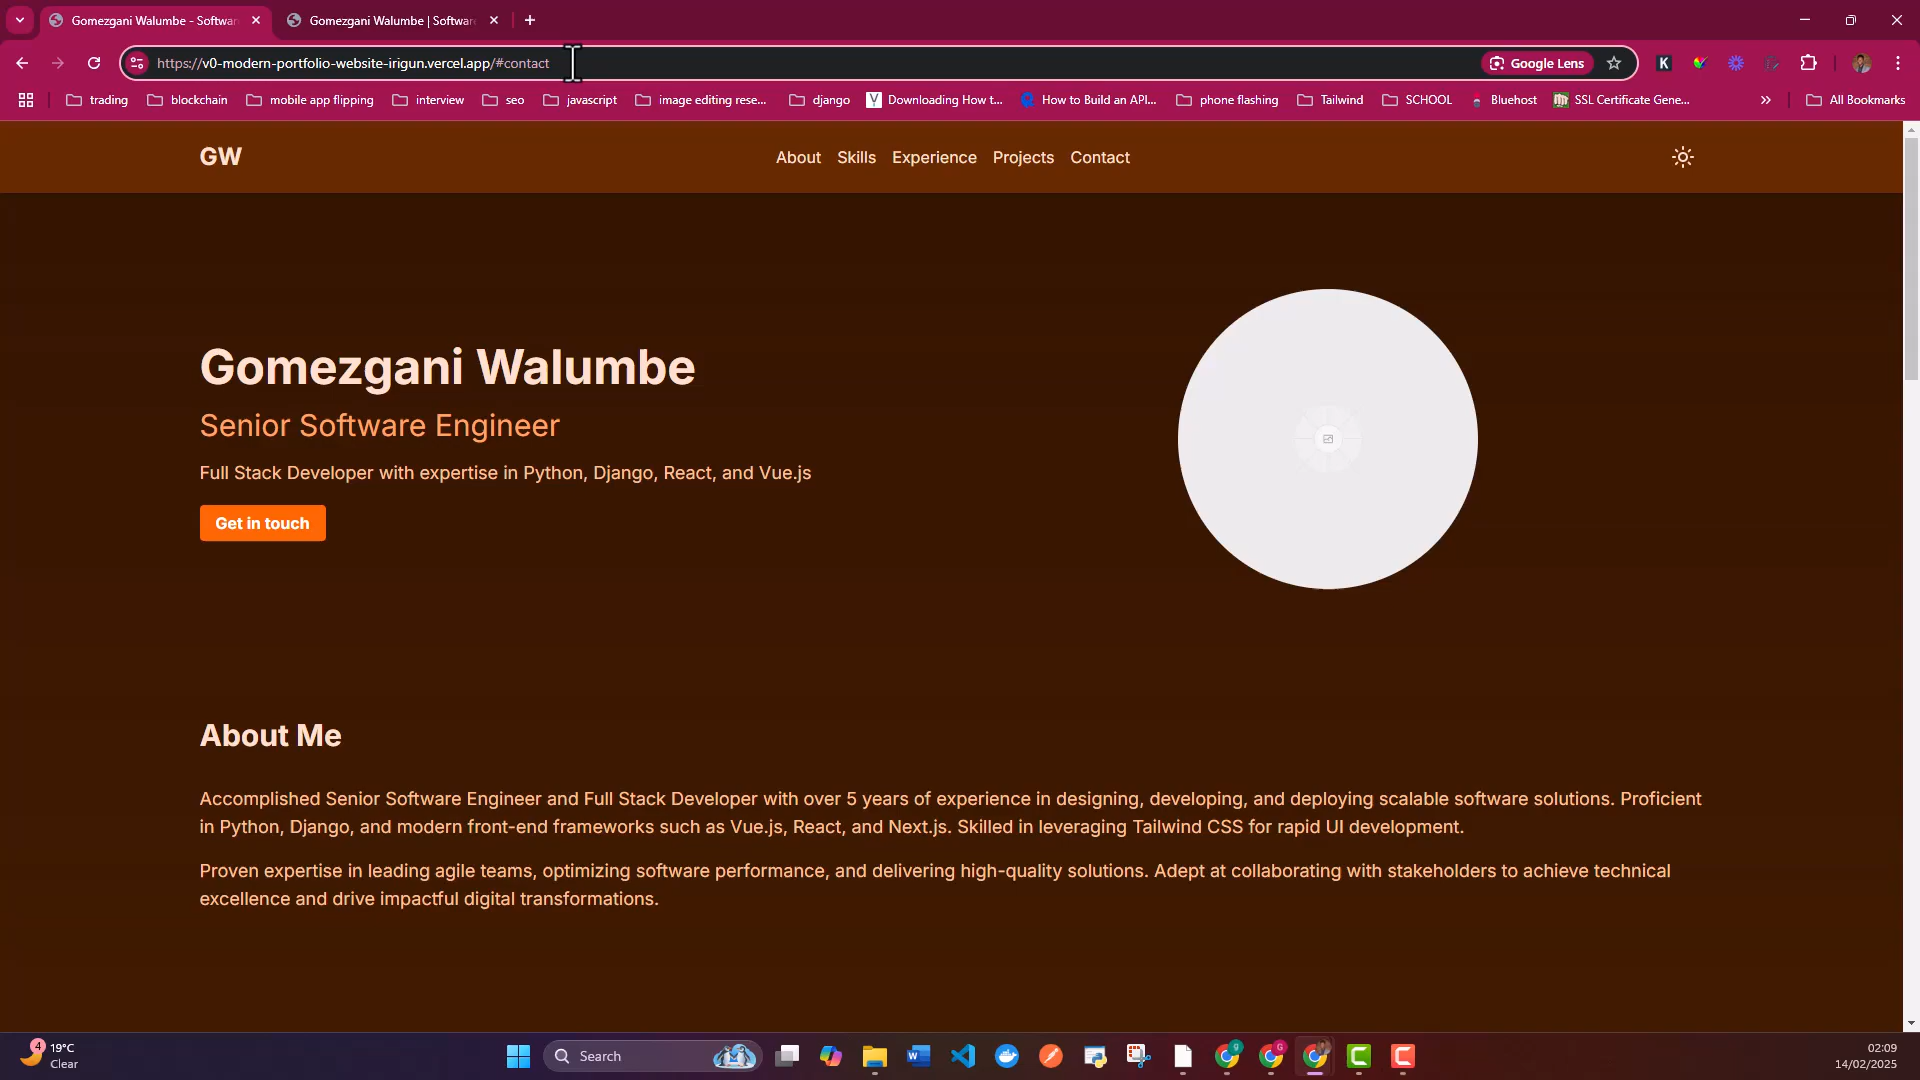 Gomezgani Walumbe - Softwar
Gomezgani Walumbe | Softwar
https://v0-modern-portfolio-website-irigun.vercel.app/#contact
Google Lens
K
trading
blockchain
mobile app flipping
interview
seo
javascript
image editing rese...
django
V
Downloading How t...
How to Build an API...
phone flashing
Tailwind
SCHOOL
Bluehost
SSL Certificate Gene...
»
All Bookmarks
GW
About
Skills
Experience
Projects
Contact
Gomezgani Walumbe
Senior Software Engineer
Full Stack Developer with expertise in Python, Django, React, and Vue.js
Get in touch
About Me
Accomplished Senior Software Engineer and Full Stack Developer with over 5 years of experience in designing, developing, and deploying scalable software solutions. Proficient
in Python, Django, and modern front-end frameworks such as Vue.js, React, and Next.js. Skilled in leveraging Tailwind CSS for rapid UI development.
Proven expertise in leading agile teams, optimizing software performance, and delivering high-quality solutions. Adept at collaborating with stakeholders to achieve technical
excellence and drive impactful digital transformations.
4
19°C
Clear
Search
02:09
14/02/2025